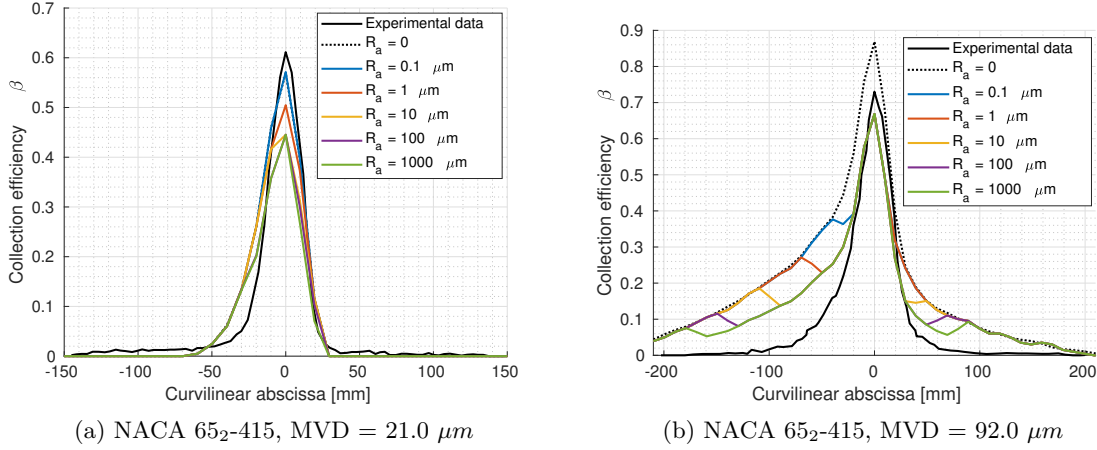 0.7
0.6
0.5
0.4
0.3
0.2
0.1
0
-150
-100
-50
0
50
100
150
Collection efficiency β
Curvilinear abscissa [mm]
Experimental data
R_a = 0
R_a = 0.1 μm
R_a = 1 μm
R_a = 10 μm
R_a = 100 μm
R_a = 1000 μm
(a) NACA 65₂-415, MVD = 21.0 μm
0.9
0.8
0.7
0.6
0.5
0.4
0.3
0.2
0.1
0
-200
-100
0
100
200
Collection efficiency β
Curvilinear abscissa [mm]
Experimental data
R_a = 0
R_a = 0.1 μm
R_a = 1 μm
R_a = 10 μm
R_a = 100 μm
R_a = 1000 μm
(b) NACA 65₂-415, MVD = 92.0 μm